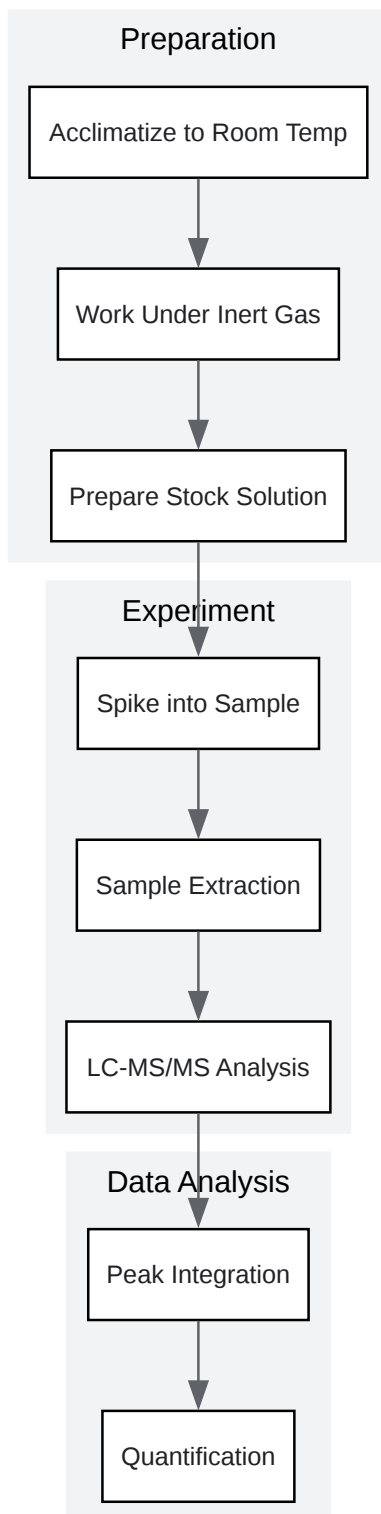 Preparation
Acclimatize to Room Temp
Work Under Inert Gas
Prepare Stock Solution
Experiment
Spike into Sample
Sample Extraction
LC-MS/MS Analysis
Data Analysis
Peak Integration
Quantification